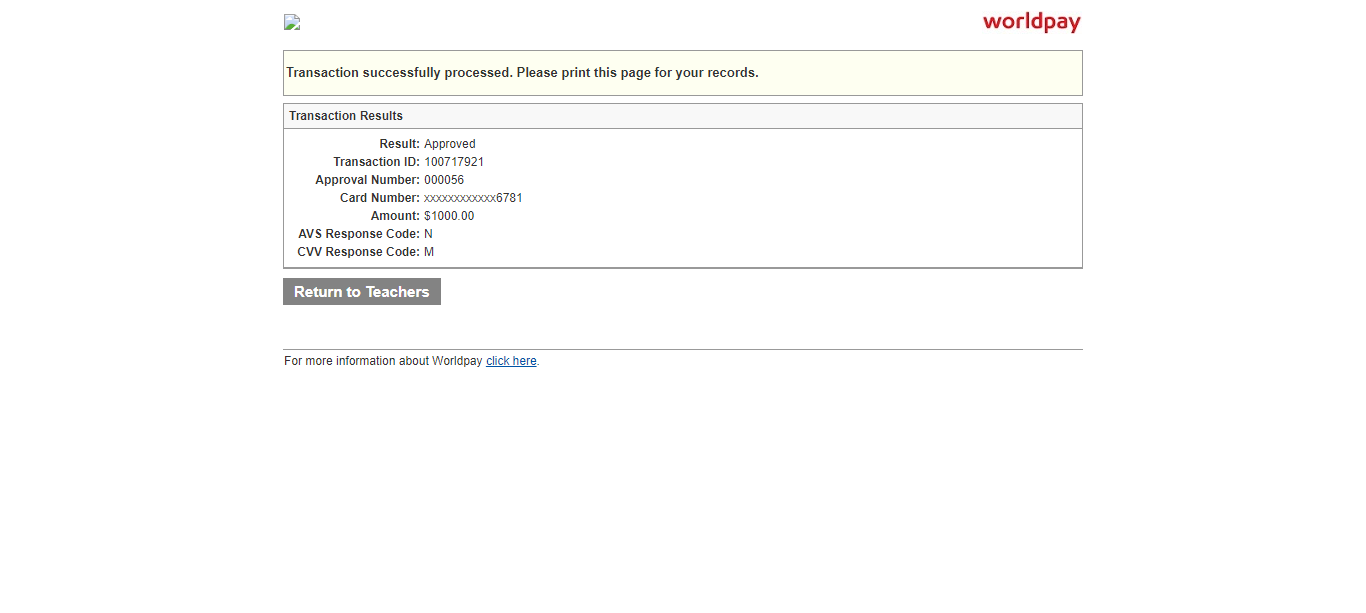 worldpay
Transaction successfully processed. Please print this page for your records.
Transaction Results
Result: Approved
Transaction ID: 100717921
Approval Number: 000056
Card Number: xxxxxxxxxxxx6781
Amount: $1000.00
AVS Response Code: N
CVV Response Code: M
Return to Teachers
For more information about Worldpay click here.